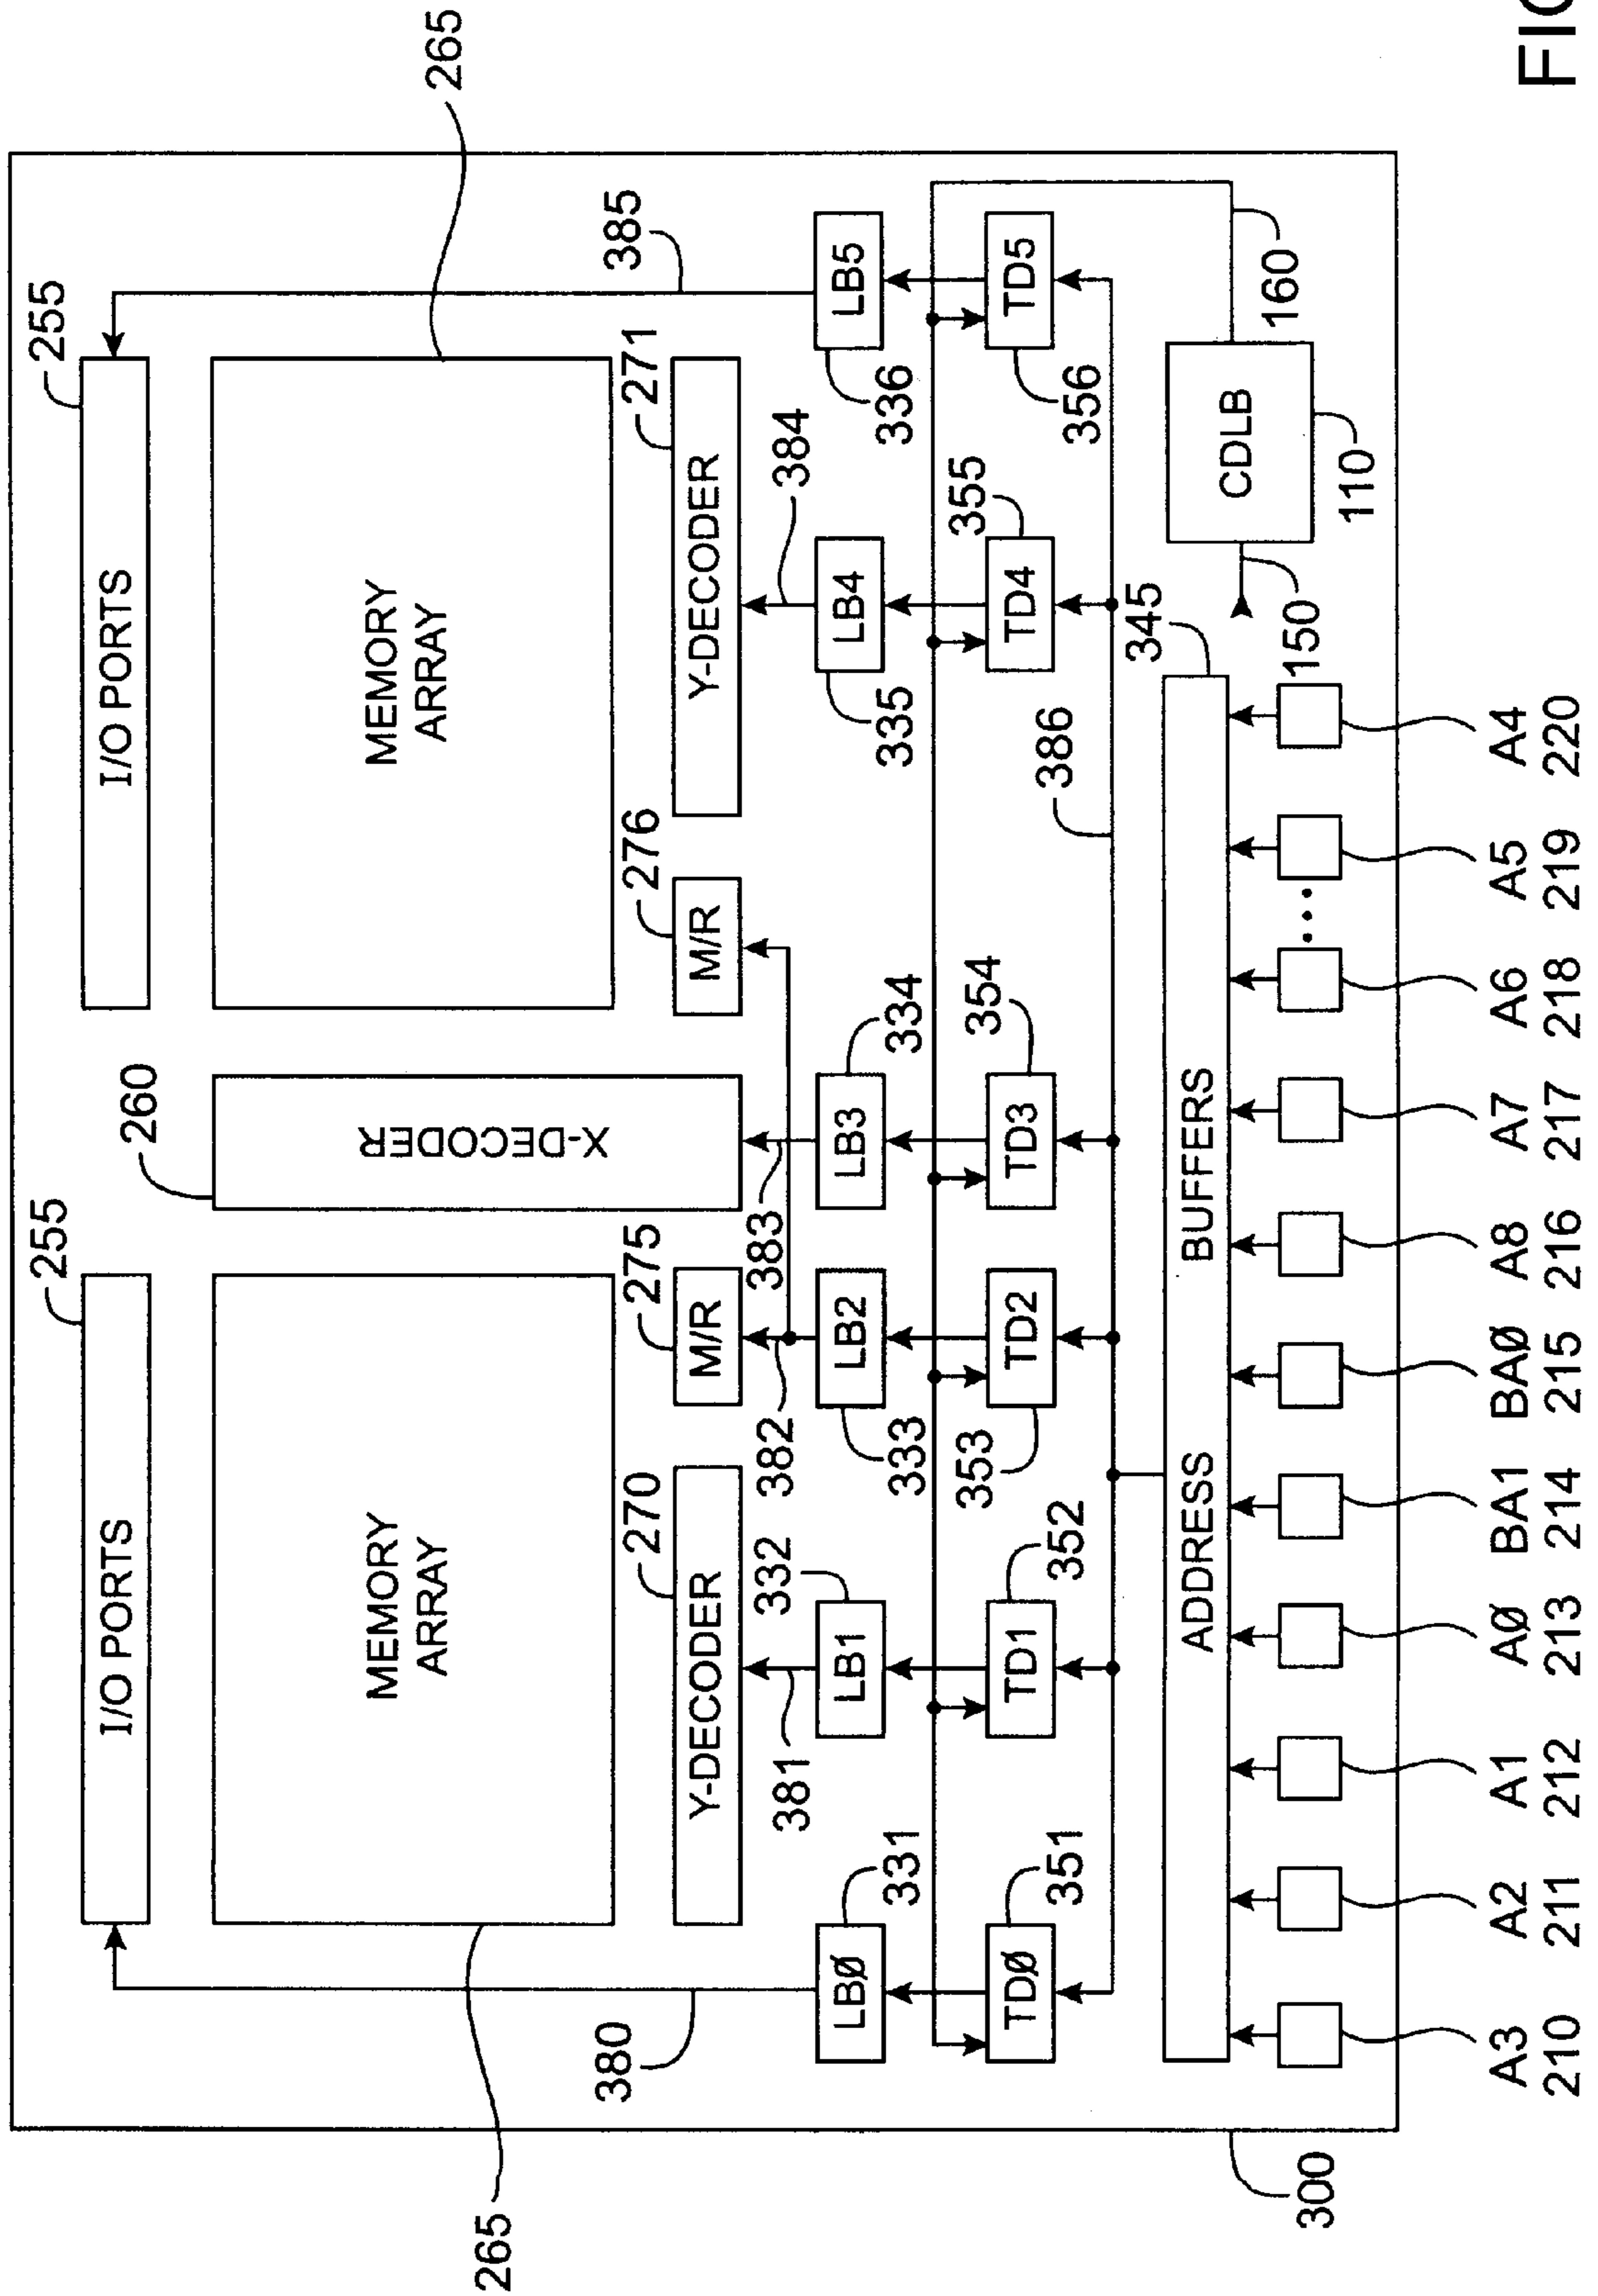 FIG
255
255
I/O PORTS
I/O PORTS
265
265
MEMORY
ARRAY
MEMORY
ARRAY
260
X-DECODER
270
275
276
271
Y-DECODER
M/R
M/R
Y-DECODER
380
381
382
383
384
385
331
332
333
334
335
336
LBØ
LB1
LB2
LB3
LB4
LB5
351
352
353
354
355
356
TDØ
TD1
TD2
TD3
TD4
TD5
386
345
160
ADDRESS BUFFERS
CDLB
150
110
...
300
A3
210
A2
211
A1
212
AØ
213
BA1
214
BAØ
215
A8
216
A7
217
A6
218
A5
219
A4
220